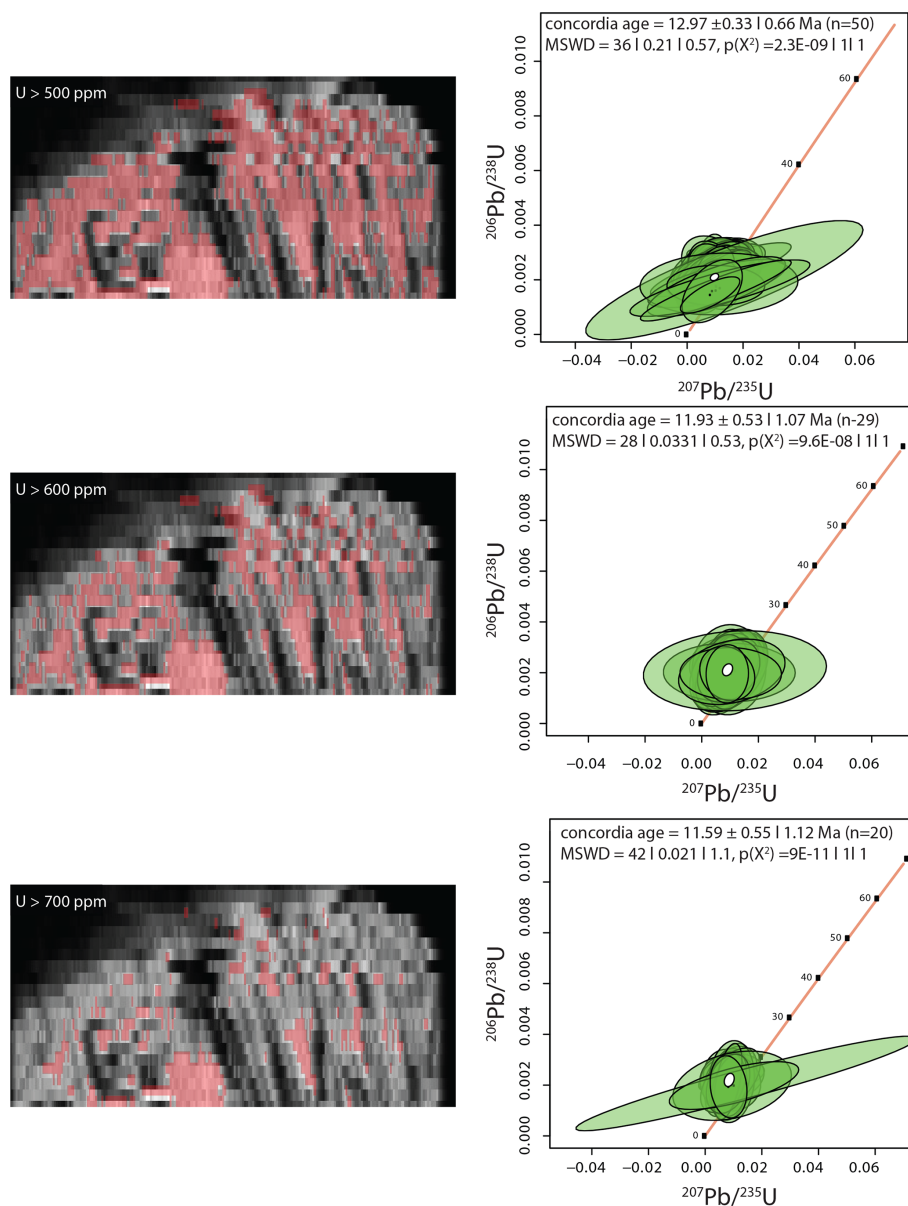 U > 500 ppm
concordia age = 12.97 ±0.33 l 0.66 Ma (n=50)
MSWD = 36 l 0.21 l 0.57, p(X²) =2.3E-09 l 1l 1
0.010
0.008
0.006
0.004
0.002
0.000
²⁰⁶Pb/²³⁸U
60
40
0
−0.04 −0.02 0.00 0.02 0.04 0.06
²⁰⁷Pb/²³⁵U
U > 600 ppm
concordia age = 11.93 ± 0.53 l 1.07 Ma (n-29)
MSWD = 28 l 0.0331 l 0.53, p(X²) =9.6E-08 l 1l 1
0.010
0.008
0.006
0.004
0.002
0.000
²⁰⁶Pb/²³⁸U
60
50
40
30
0
−0.04 −0.02 0.00 0.02 0.04 0.06
²⁰⁷Pb/²³⁵U
U > 700 ppm
concordia age = 11.59 ± 0.55 l 1.12 Ma (n=20)
MSWD = 42 l 0.021 l 1.1, p(X²) =9E-11 l 1l 1
0.010
0.008
0.006
0.004
0.002
0.000
²⁰⁶Pb/²³⁸U
60
50
40
30
0
−0.04 −0.02 0.00 0.02 0.04 0.06
²⁰⁷Pb/²³⁵U